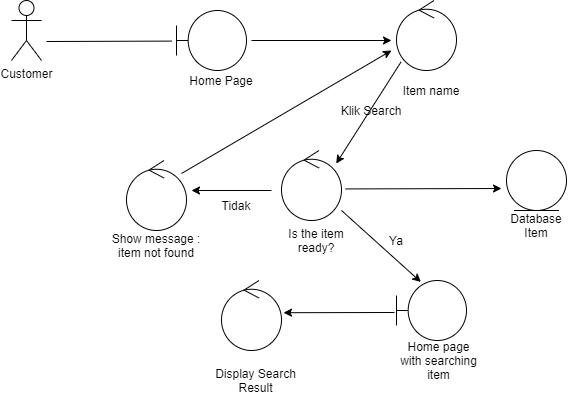 Customer
Home Page
Item name
Klik Search
Tidak
Show message :
item not found
Is the item
ready?
Database
Item
Ya
Home page
with searching
item
Display Search
Result